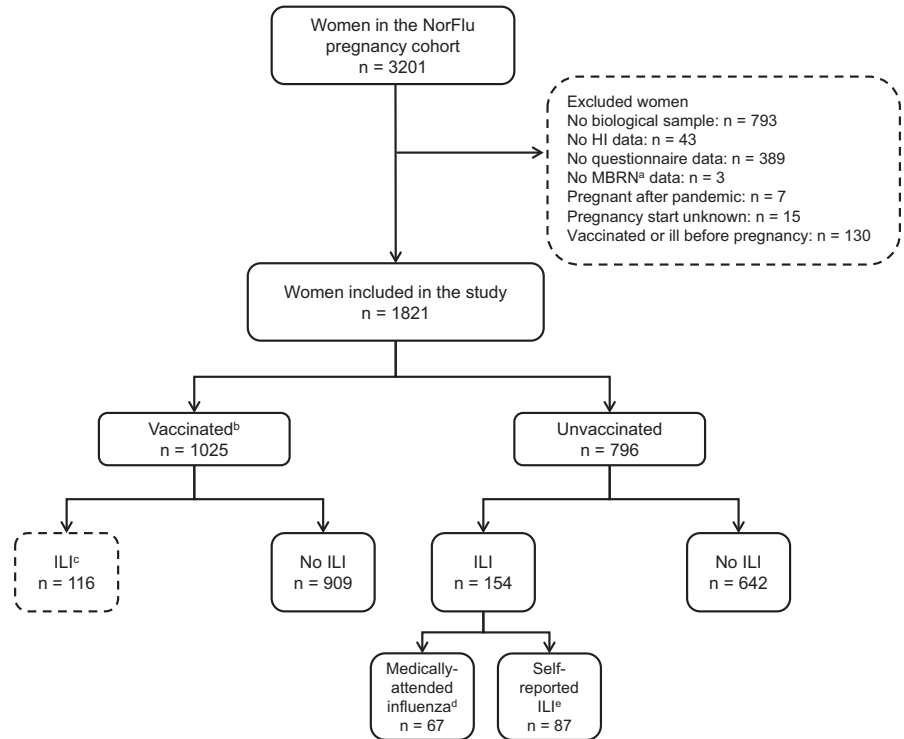 Women in the NorFlu
pregnancy cohort
n = 3201
Excluded women
No biological sample: n = 793
No HI data: n = 43
No questionnaire data: n = 389
No MBRNᵃ data: n = 3
Pregnant after pandemic: n = 7
Pregnancy start unknown: n = 15
Vaccinated or ill before pregnancy: n = 130
Women included in the study
n = 1821
Vaccinatedᵇ
n = 1025
Unvaccinated
n = 796
ILIᶜ
n = 116
No ILI
n = 909
ILI
n = 154
No ILI
n = 642
Medically-
attended
influenzaᵈ
n = 67
Self-
reported
ILIᵉ
n = 87